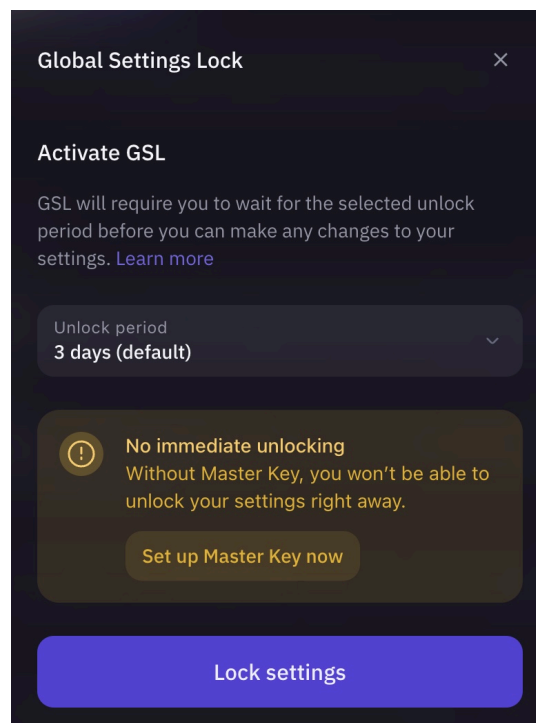 Global Settings Lock
Activate GSL
GSL will require you to wait for the selected unlock
period before you can make any changes to your
settings. Learn more
Unlock period
3 days (default)
No immediate unlocking
Without Master Key, you won’t be able to
unlock your settings right away.
Set up Master Key now
Lock settings